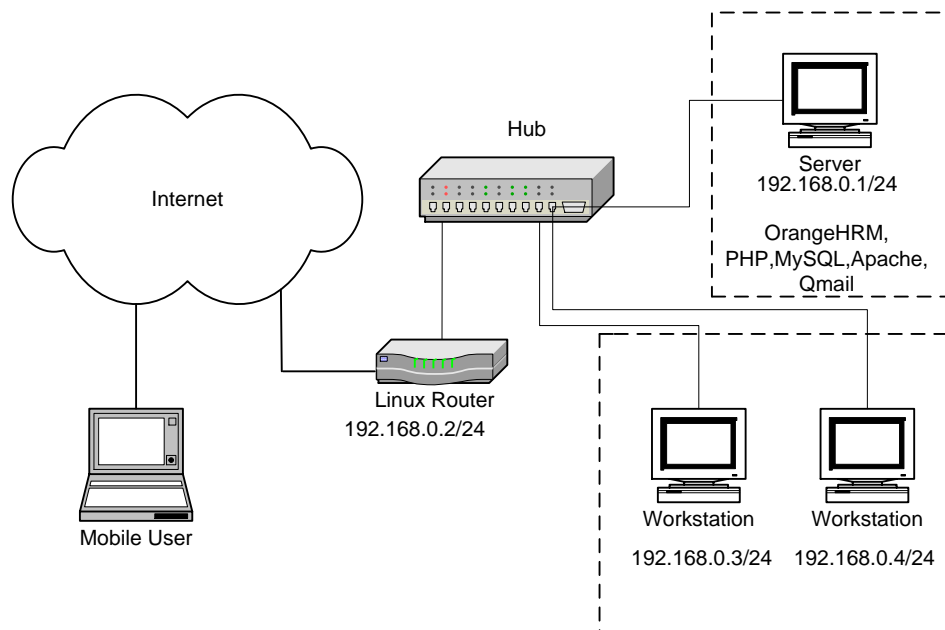 Hub
Internet
Server
192.168.0.1/24
OrangeHRM,
PHP,MySQL,Apache,
Qmail
Linux Router
192.168.0.2/24
Mobile User
Workstation
192.168.0.3/24
Workstation
192.168.0.4/24